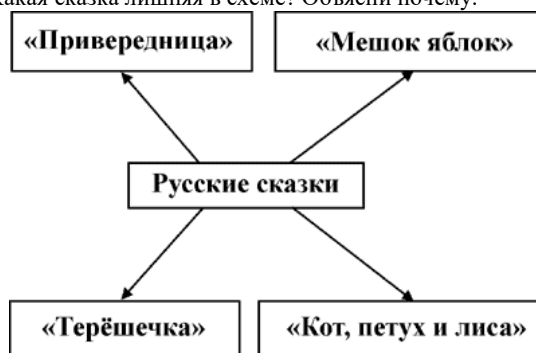 Какая сказка лишняя в схеме? Объясни почему.
«Привередница»
«Мешок яблок»
Русские сказки
«Терёшечка»
«Кот, петух и лиса»